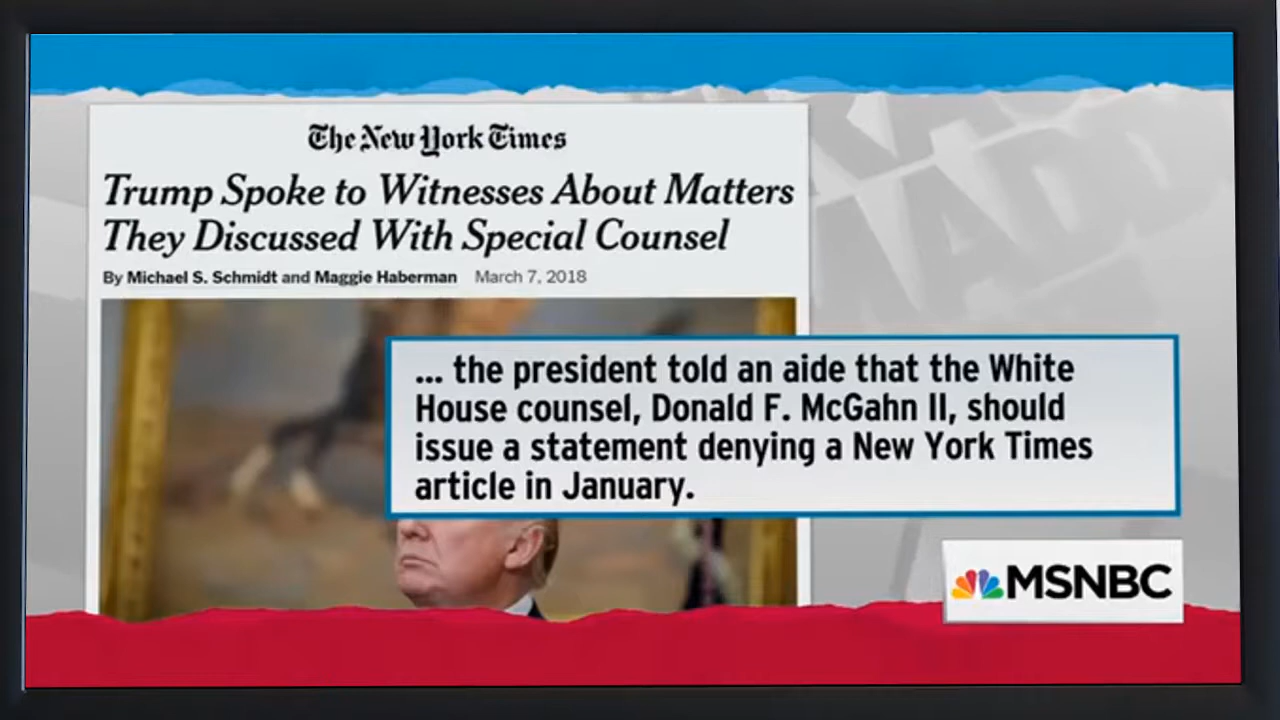 The New York Times
Trump Spoke to Witnesses About Matters
They Discussed With Special Counsel
By Michael S. Schmidt and Maggie Haberman March 7, 2018
... the president told an aide that the White
House counsel, Donald F. McGahn II, should
issue a statement denying a New York Times
article in January.
MSNBC